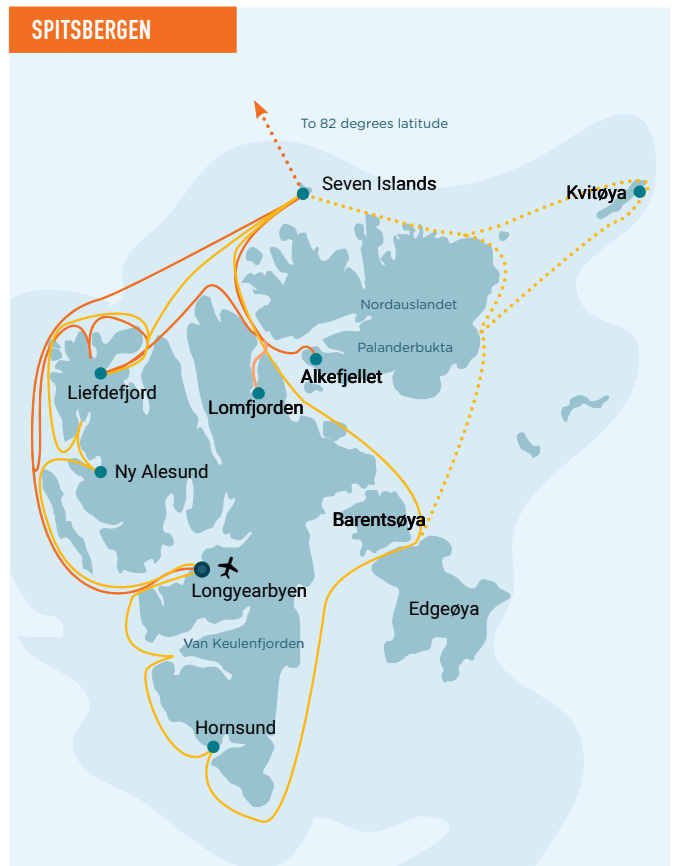 SPITSBERGEN
To 82 degrees latitude
Seven Islands
Kvitøya
Nordauslandet
Palanderbukta
Alkefjellet
Liefdefjord
Lomfjorden
Ny Alesund
Barentsøya
Longyearbyen
Edgeøya
Van Keulenfjorden
Hornsund